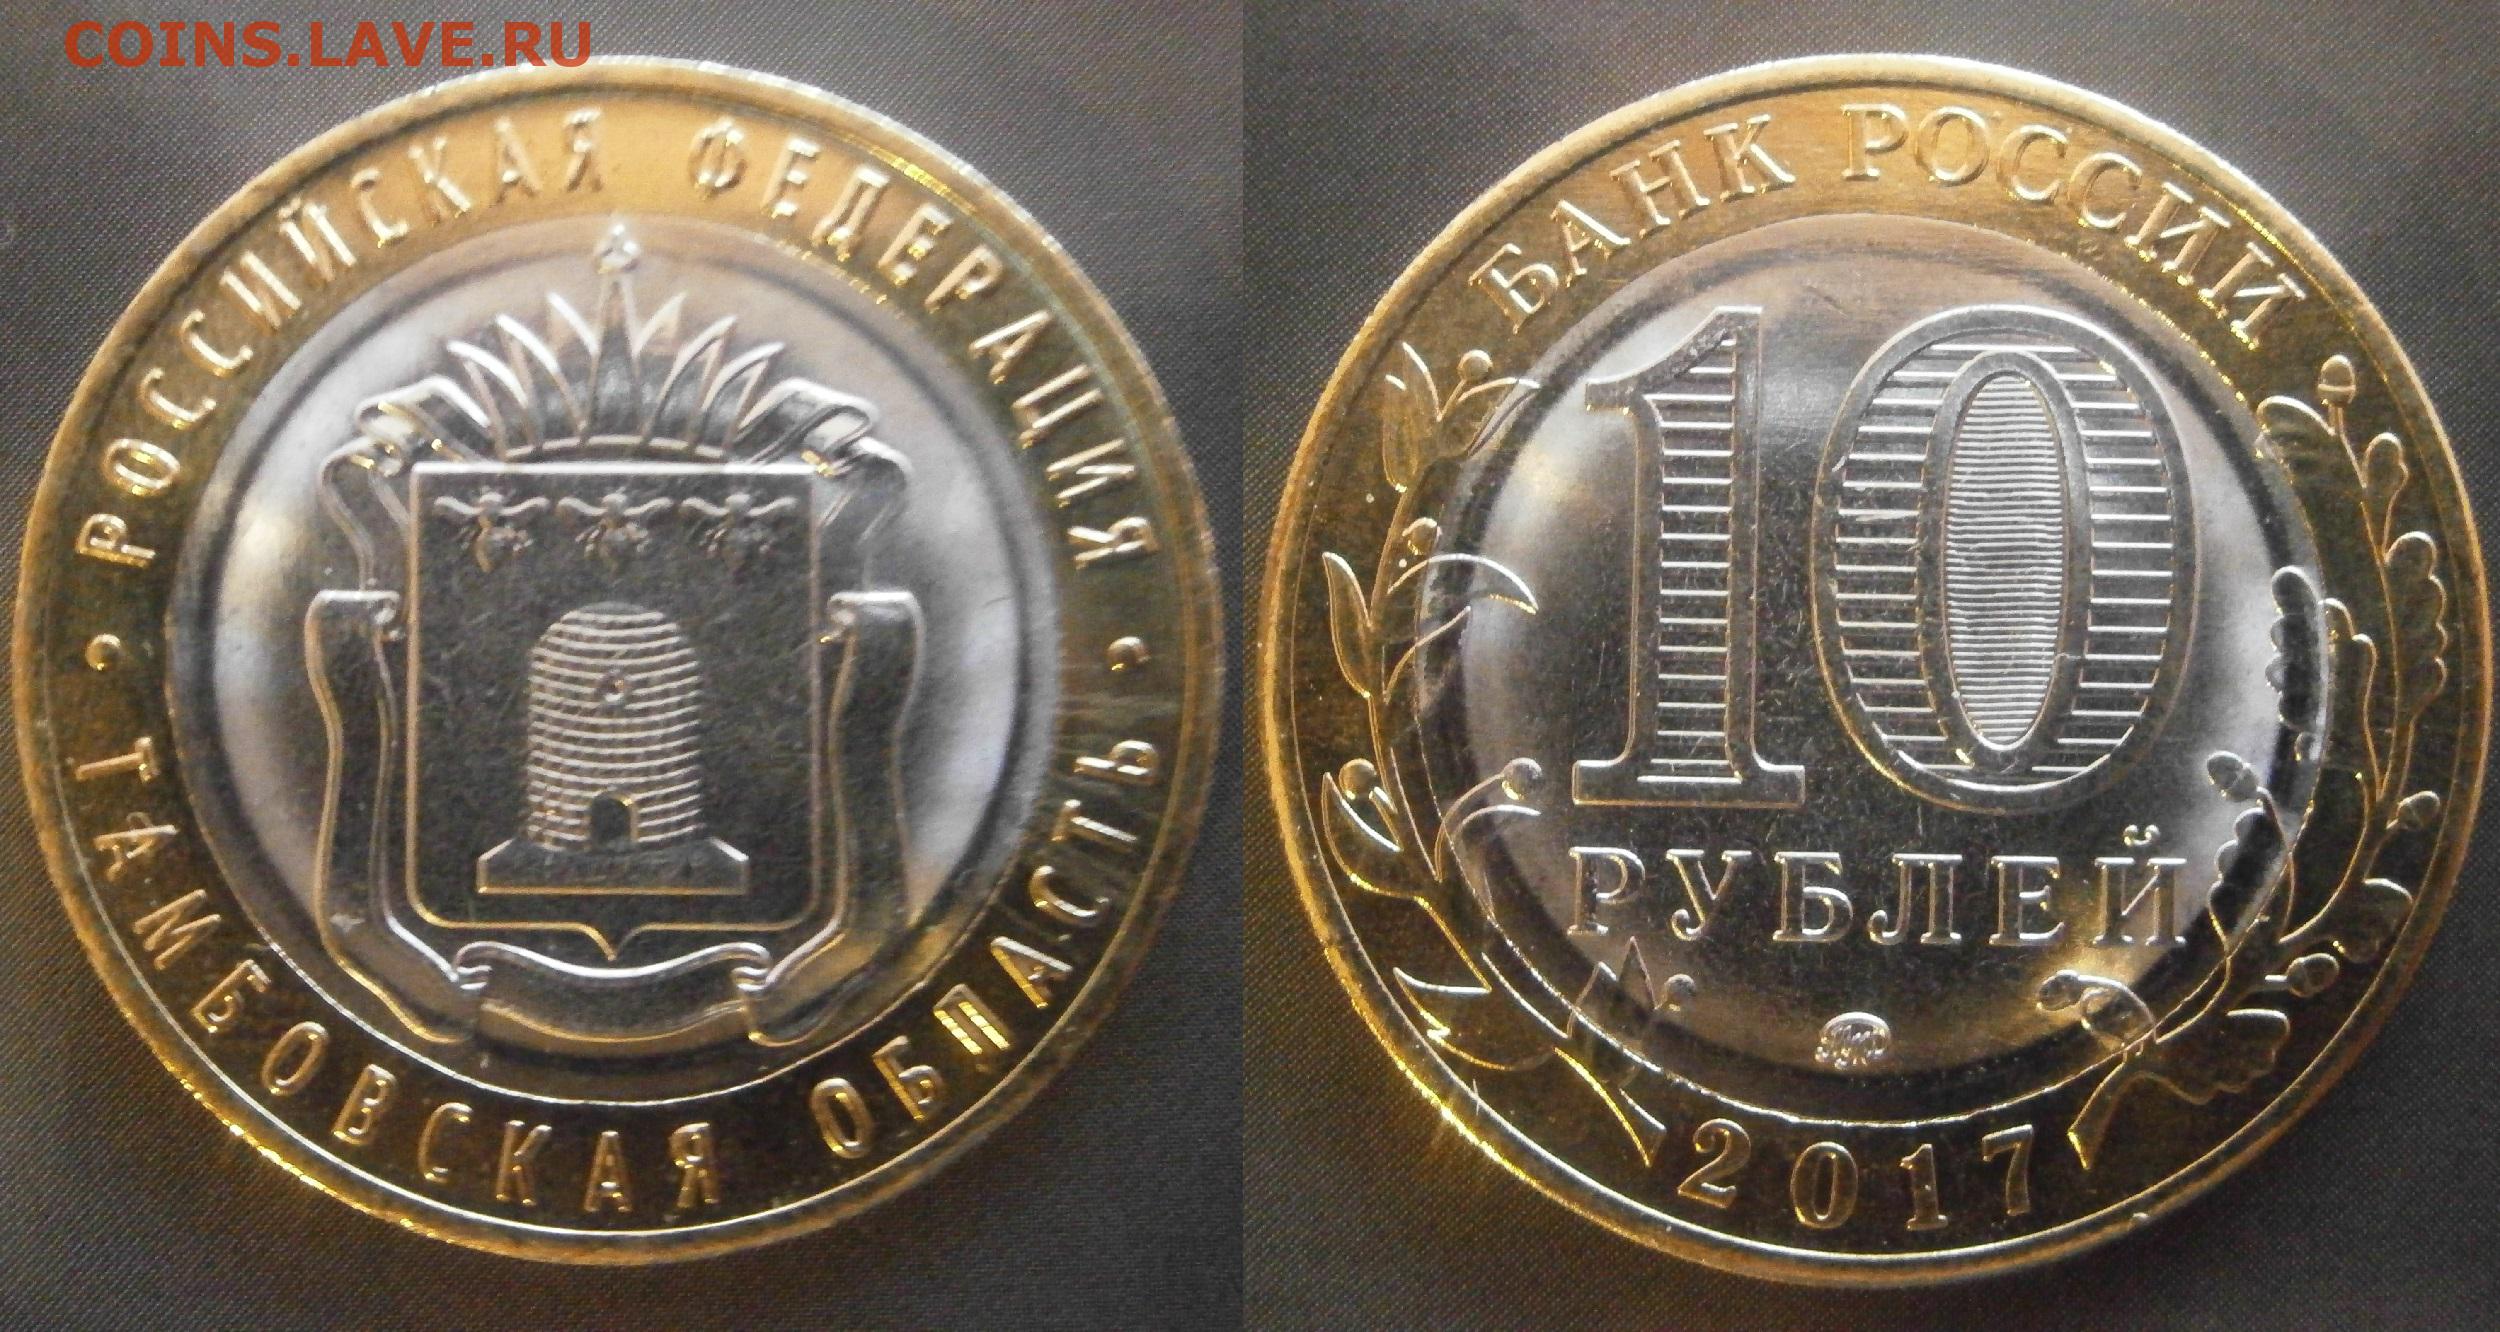 COINS.LAVE.RU
РОССИЙСКАЯ ФЕДЕРАЦИЯ
ТАМБОВСКАЯ ОБЛАСТЬ
БАНК РОССИИ
10
РУБЛЕЙ
ММД
2017